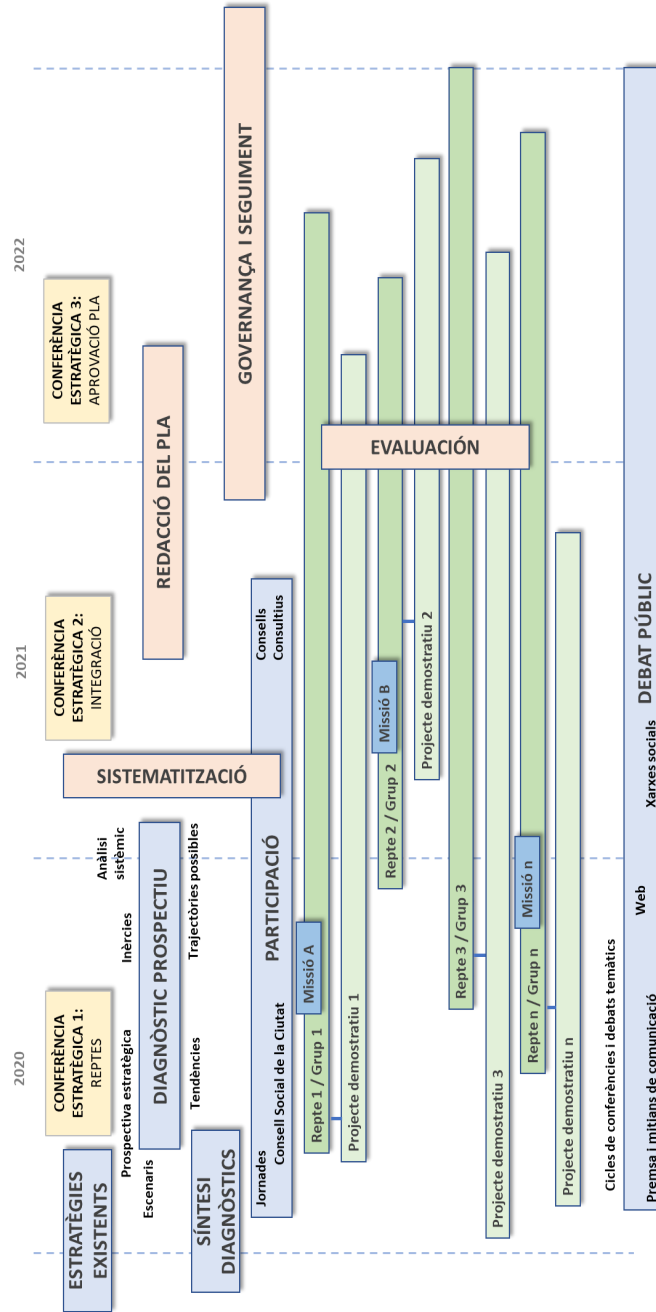 2020
2021
2022
ESTRATÈGIES
EXISTENTS
CONFERÈNCIA
ESTRATÈGICA 1:
REPTES
CONFERÈNCIA
ESTRATÈGICA 2:
INTEGRACIÓ
CONFERÈNCIA
ESTRATÈGICA 3:
APROVACIÓ PLA
Prospectiva estratègica
Inèrcies
Anàlisi
sistèmic
Escenaris
DIAGNÒSTIC PROSPECTIU
SISTEMATITZACIÓ
REDACCIÓ DEL PLA
Tendències
Trajectòries possibles
SÍNTESI
DIAGNÒSTICS
GOVERNANÇA I SEGUIMENT
Jornades
Consell Social de la Ciutat
PARTICIPACIÓ
Consells
Consultius
Repte 1 / Grup 1
Missió A
Projecte demostratiu 1
Repte 2 / Grup 2
Missió B
EVALUACIÓN
Projecte demostratiu 2
Repte 3 / Grup 3
Projecte demostratiu 3
Repte n / Grup n
Missió n
Projecte demostratiu n
Cicles de conferències i debats temàtics
Web
DEBAT PÚBLIC
Premsa i mitians de comunicació
Xarxes socials